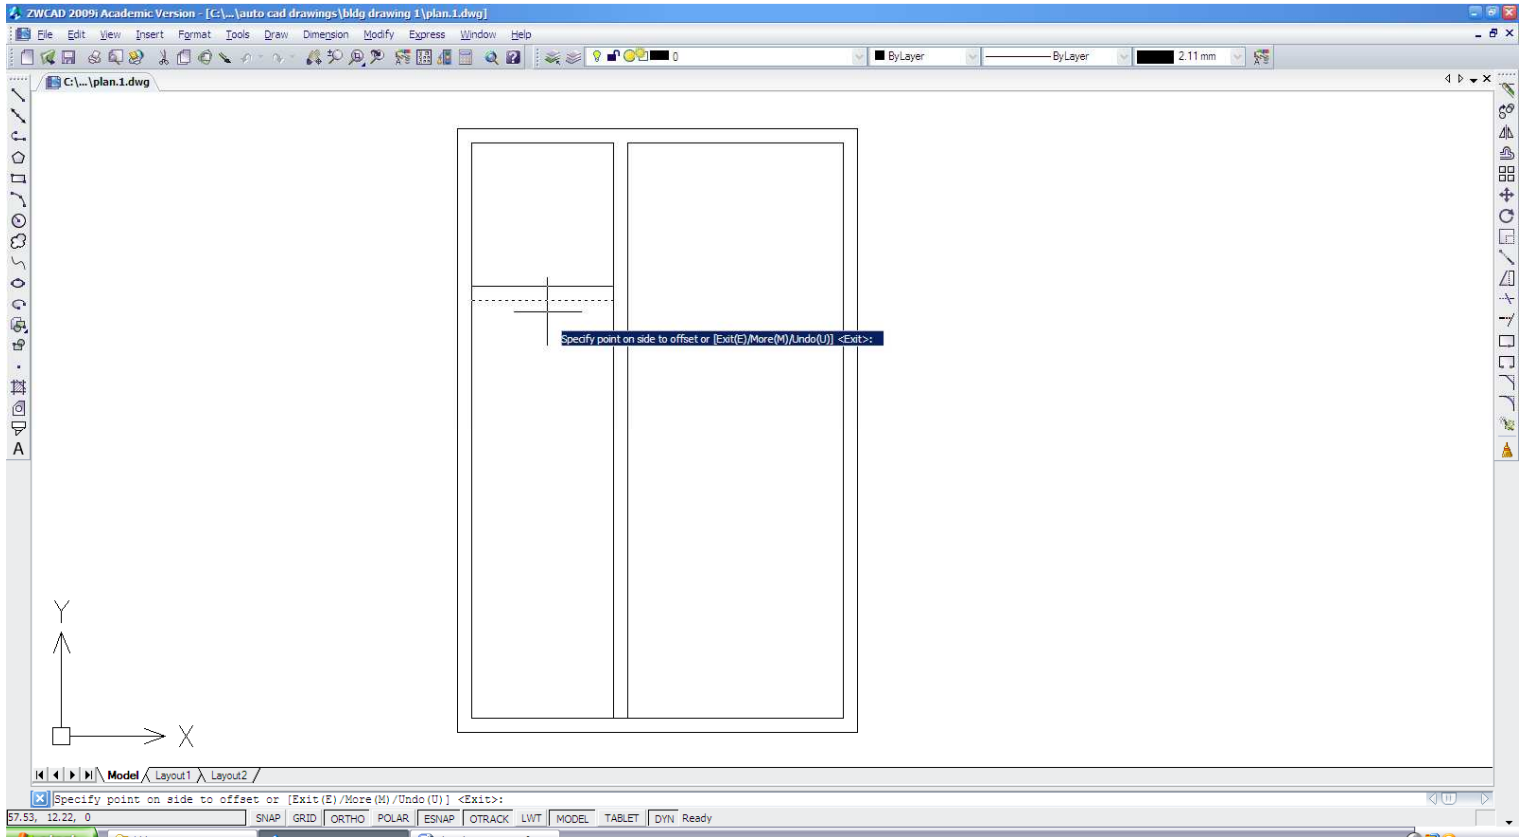 ZWCAD 2009i Academic Version - [C:\...\auto cad drawings\bldg drawing 1\plan.1.dwg]
File Edit View Insert Format Tools Draw Dimension Modify Express Window Help
0 ByLayer ByLayer 2.11 mm
C:\...\plan.1.dwg
Specify point on side to offset or [Exit(E)/More(M)/Undo(U)] <Exit>:
A
Y
X
Model Layout1 Layout2
Specify point on side to offset or [Exit(E)/More(M)/Undo(U)] <Exit>:
57.53, 12.22, 0 SNAP GRID ORTHO POLAR ESNAP OTRACK LWT MODEL TABLET DYN Ready